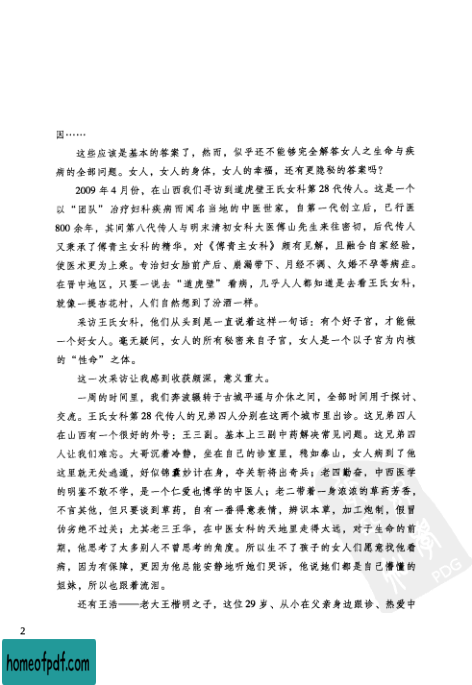 国……
这些应该是基本的答案了，然而，似乎还不能够完全解答女人之生命与疾
病的全部问题。女人，女人的身体，女人的幸福，还有更隐秘的答案吗？
2009 年 4 月份，在山西我们寻访到道虎壁王氏女科第 28 代传人。这是一个
以“团队”冶疗妇科疾病而闻名当地的中医世家，自第一代创立后，已行医
800 余年，其间第八代传人与明末清初女科大医傅山先生来往密切，后代传人
又秉承了傅青主女科的精华，对《傅青主女科》颇有见解，且融合自家经验，
使医术更为上乘。专治妇女胎前产后、崩漏带下、月经不调、久婚不孕等病症。
在晋中地区，只要一说去“道虎壁”看病，几乎人人都知道是去看王氏女科，
就像一提杏花村，人们自然想到了汾酒一样。
采访王氏女科，他们从头到尾一直说着这样一句话：有个好子宫，才能做
一个好女人。毫无疑问，女人的所有秘密来自子宫，女人是一个以子宫为内核
的“性命”之体。
这一次采访让我感到收获颇深，意义重大。
一周的时间里，我们奔波辗转于古城平遥与介休之间，全部时间用于探讨、
交流。王氏女科第 28 代传人的兄弟四人分别在这两个城市里出诊。这兄弟四人
在山西有一个很好的外号：王三副。基本上三副中药解决常见问题。这兄弟四
人让我们难忘。大哥沉着冷静，坐在自己的诊室里，稳如泰山，女人病到了他
这里就无处逃遁，好似锦囊妙计在身，夺关斩将出奇兵；老四勤奋，中西医学
的明鉴不敢不学，是一个仁爱也博学的中医人；老二带着一身浓浓的草药芳香，
不言其他，但只要谈到草药，自有一番得意表情，辨识本草，加工炮制，假冒
伪劣绝不过关；尤其老三王华，在中医女科的天地里走得太远，对于生命的前
期，他思考了太多别人不曾思考的角度。所以生不了孩子的女人们愿意找他看
病，因为有保障，更因为他总能安静地听她们哭诉，他说她们都是自己懵懂的
姐妹，所以也跟着流泪。
还有王浩——老大王楷明之子，这位 29 岁、从小在父亲身边跟诊、热爱中
2
homeofpdf.com
PDG